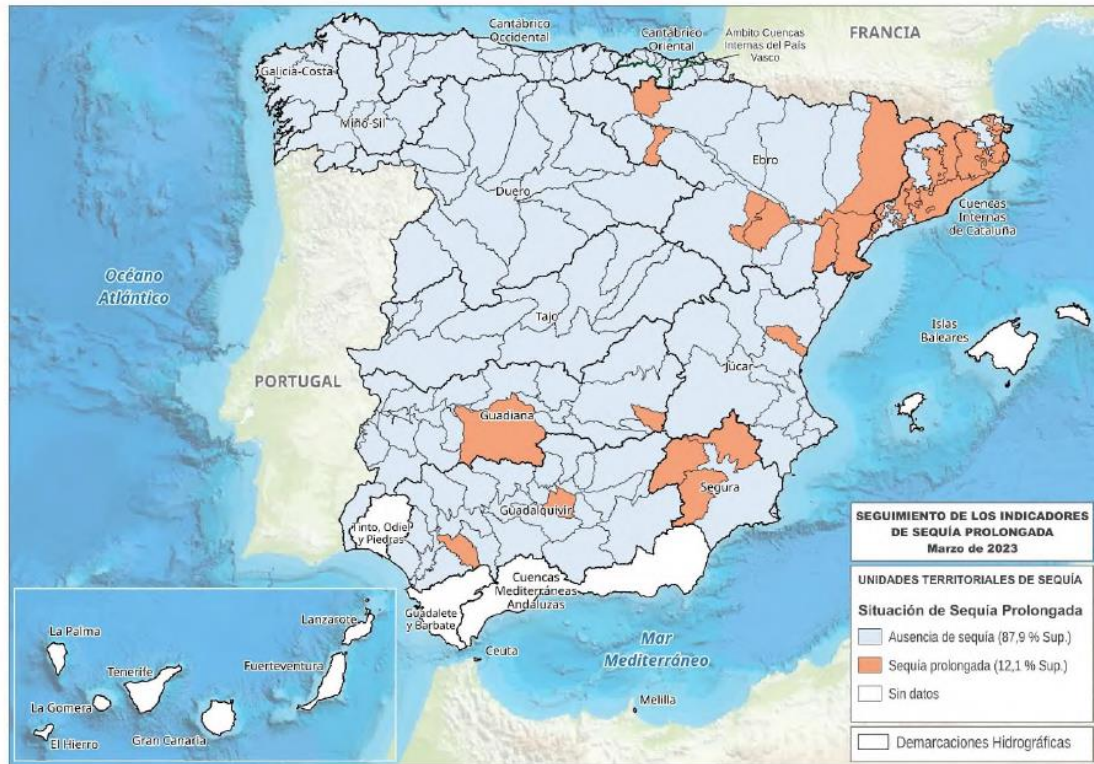 Cantábrico
Occidental
Cantábrico
Oriental
Ámbito Cuencas
Internas del País
Vasco
FRANCIA
Galicia-Costa
Miño-Sil
Ebro
Duero
Cuencas
Internas
de Cataluña
Océano
Atlántico
Tajo
Islas
Baleares
PORTUGAL
Júcar
Guadiana
Segura
Guadalquivir
Tinto, Odiel
y Piedras
Cuencas
Mediterráneas
Andaluzas
Guadalete
y Barbate
Ceuta
Mar
Mediterráneo
Melilla
La Palma
Lanzarote
Tenerife
Fuerteventura
La Gomera
El Hierro
Gran Canaria
SEGUIMIENTO DE LOS INDICADORES
DE SEQUÍA PROLONGADA
Marzo de 2023
UNIDADES TERRITORIALES DE SEQUÍA
Situación de Sequía Prolongada
Ausencia de sequía (87,9 % Sup.)
Sequía prolongada (12,1 % Sup.)
Sin datos
Demarcaciones Hidrográficas